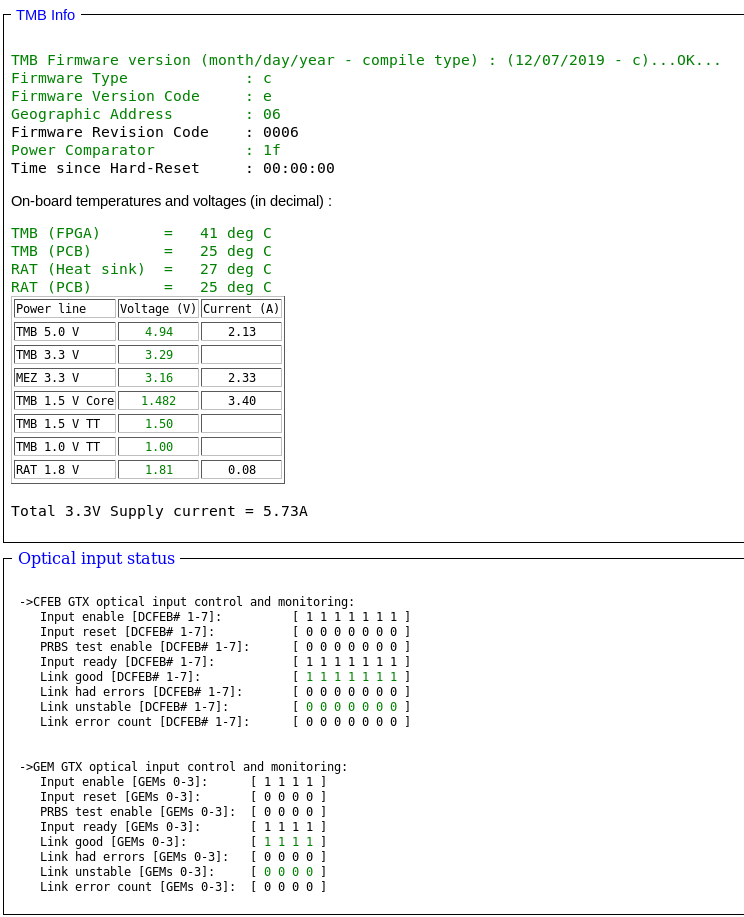 TMB Info
TMB Firmware version (month/day/year - compile type) : (12/07/2019 - c)...OK...
Firmware Type             : c
Firmware Version Code     : e
Geographic Address        : 06
Firmware Revision Code    : 0006
Power Comparator          : 1f
Time since Hard-Reset     : 00:00:00
On-board temperatures and voltages (in decimal) :
TMB (FPGA)       =   41 deg C
TMB (PCB)        =   25 deg C
RAT (Heat sink)  =   27 deg C
RAT (PCB)        =   25 deg C
Power line Voltage (V) Current (A)
TMB 5.0 V 4.94 2.13
TMB 3.3 V 3.29
MEZ 3.3 V 3.16 2.33
TMB 1.5 V Core 1.482 3.40
TMB 1.5 V TT 1.50
TMB 1.0 V TT 1.00
RAT 1.8 V 1.81 0.08
Total 3.3V Supply current = 5.73A
Optical input status
->CFEB GTX optical input control and monitoring:
Input enable [DCFEB# 1-7]:          [ 1 1 1 1 1 1 1 ]
Input reset [DCFEB# 1-7]:           [ 0 0 0 0 0 0 0 ]
PRBS test enable [DCFEB# 1-7]:      [ 0 0 0 0 0 0 0 ]
Input ready [DCFEB# 1-7]:           [ 1 1 1 1 1 1 1 ]
Link good [DCFEB# 1-7]:             [ 1 1 1 1 1 1 1 ]
Link had errors [DCFEB# 1-7]:       [ 0 0 0 0 0 0 0 ]
Link unstable [DCFEB# 1-7]:         [ 0 0 0 0 0 0 0 ]
Link error count [DCFEB# 1-7]:      [ 0 0 0 0 0 0 0 ]
->GEM GTX optical input control and monitoring:
Input enable [GEMs 0-3]:      [ 1 1 1 1 ]
Input reset [GEMs 0-3]:       [ 0 0 0 0 ]
PRBS test enable [GEMs 0-3]:  [ 0 0 0 0 ]
Input ready [GEMs 0-3]:       [ 1 1 1 1 ]
Link good [GEMs 0-3]:         [ 1 1 1 1 ]
Link had errors [GEMs 0-3]:   [ 0 0 0 0 ]
Link unstable [GEMs 0-3]:     [ 0 0 0 0 ]
Link error count [GEMs 0-3]:  [ 0 0 0 0 ]